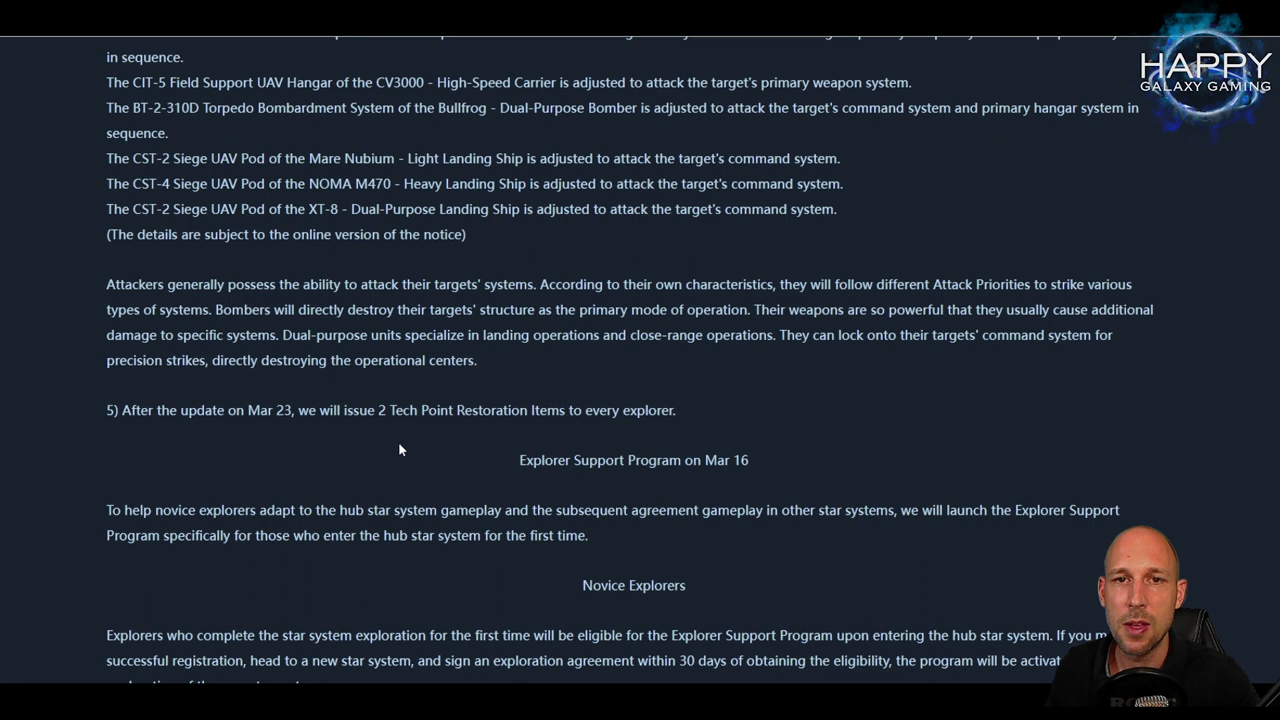 in sequence.
The CIT-5 Field Support UAV Hangar of the CV3000 - High-Speed Carrier is adjusted to attack the target's primary weapon system.
The BT-2-310D Torpedo Bombardment System of the Bullfrog - Dual-Purpose Bomber is adjusted to attack the target's command system and primary hangar system in
sequence.
The CST-2 Siege UAV Pod of the Mare Nubium - Light Landing Ship is adjusted to attack the target's command system.
The CST-4 Siege UAV Pod of the NOMA M470 - Heavy Landing Ship is adjusted to attack the target's command system.
The CST-2 Siege UAV Pod of the XT-8 - Dual-Purpose Landing Ship is adjusted to attack the target's command system.
(The details are subject to the online version of the notice)
Attackers generally possess the ability to attack their targets' systems. According to their own characteristics, they will follow different Attack Priorities to strike various
types of systems. Bombers will directly destroy their targets' structure as the primary mode of operation. Their weapons are so powerful that they usually cause additional
damage to specific systems. Dual-purpose units specialize in landing operations and close-range operations. They can lock onto their targets' command system for
precision strikes, directly destroying the operational centers.
5) After the update on Mar 23, we will issue 2 Tech Point Restoration Items to every explorer.
Explorer Support Program on Mar 16
To help novice explorers adapt to the hub star system gameplay and the subsequent agreement gameplay in other star systems, we will launch the Explorer Support
Program specifically for those who enter the hub star system for the first time.
Novice Explorers
Explorers who complete the star system exploration for the first time will be eligible for the Explorer Support Program upon entering the hub star system. If you
successful registration, head to a new star system, and sign an exploration agreement within 30 days of obtaining the eligibility, the program will be
HAPPY
GALAXY GAMING